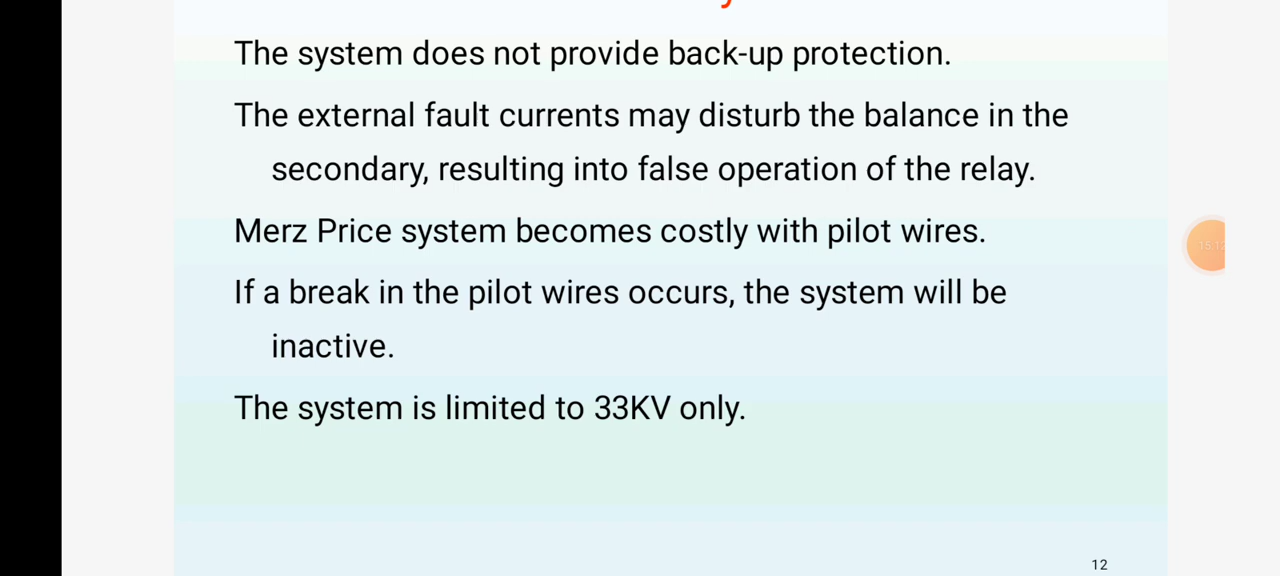 The system does not provide back-up protection.
The external fault currents may disturb the balance in the
secondary, resulting into false operation of the relay.
Merz Price system becomes costly with pilot wires.
If a break in the pilot wires occurs, the system will be
inactive.
The system is limited to 33KV only.
12